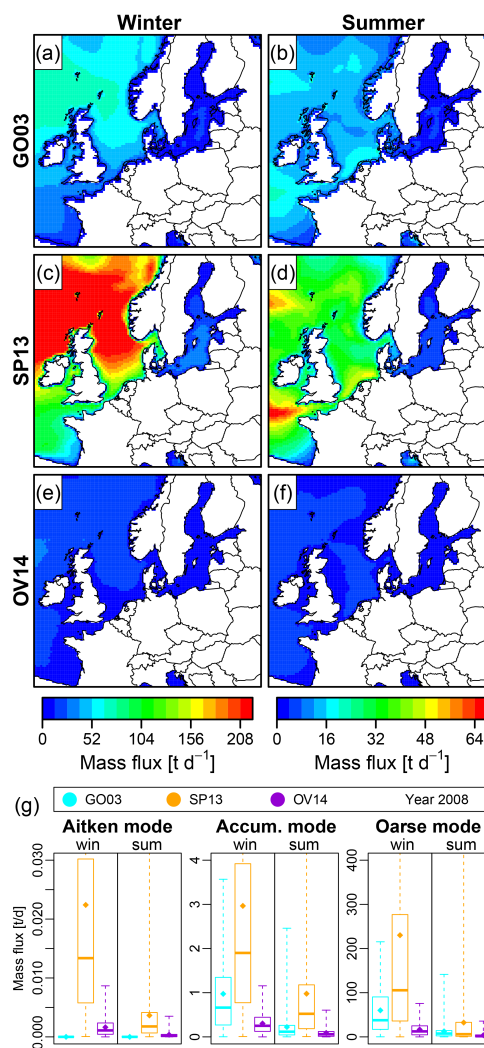 Winter Summer
(a) (b)
GO03
(c) (d)
SP13
(e) (f)
OV14
0 52 104 156 208 0 16 32 48 64
Mass flux [t d⁻¹] Mass flux [t d⁻¹]
(g)
GO03 SP13 OV14 Year 2008
Aitken mode Accum. mode Oarse mode
win sum win sum win sum
Mass flux [t/d]
0.030 4 400
0.020 3 300
2 200
0.010 1 100
0.000 0 0